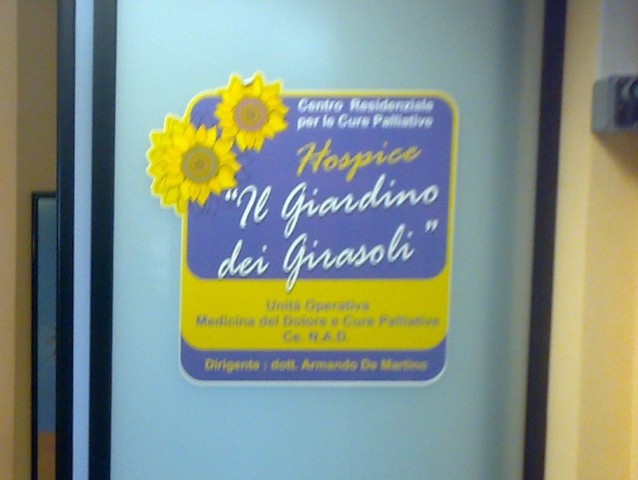 Centro Residenziale
per le Cure Palliative
Hospice
"Il Giardino
dei Girasoli"
Unità Operativa
Medicina del Dolore e Cure Palliative
Ce. N.A.D.
Dirigente : dott. Armando De Martino